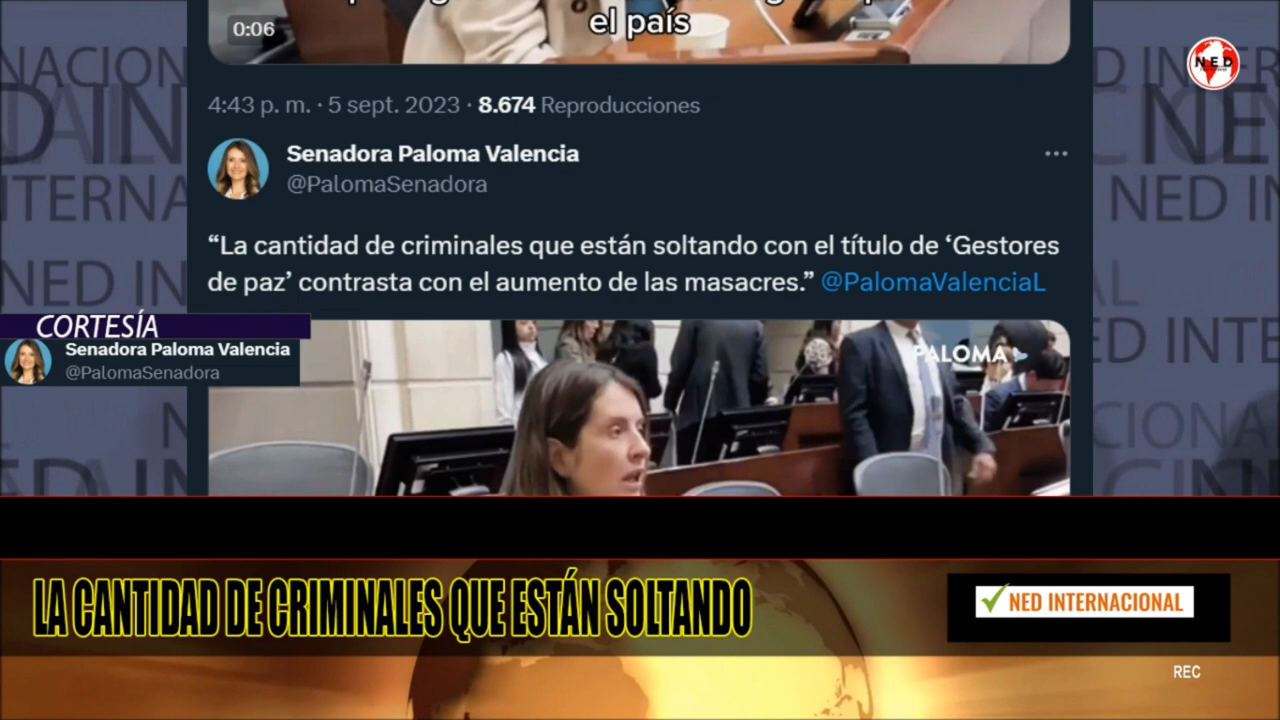 el país
0:06
4:43 p. m. · 5 sept. 2023 · 8.674 Reproducciones
Senadora Paloma Valencia
@PalomaSenadora
“La cantidad de criminales que están soltando con el título de ‘Gestores
de paz’ contrasta con el aumento de las masacres.” @PalomaValenciaL
PALOMA
CORTESÍA
Senadora Paloma Valencia
@PalomaSenadora
NED
LA CANTIDAD DE CRIMINALES QUE ESTÁN SOLTANDO
NED INTERNACIONAL
REC